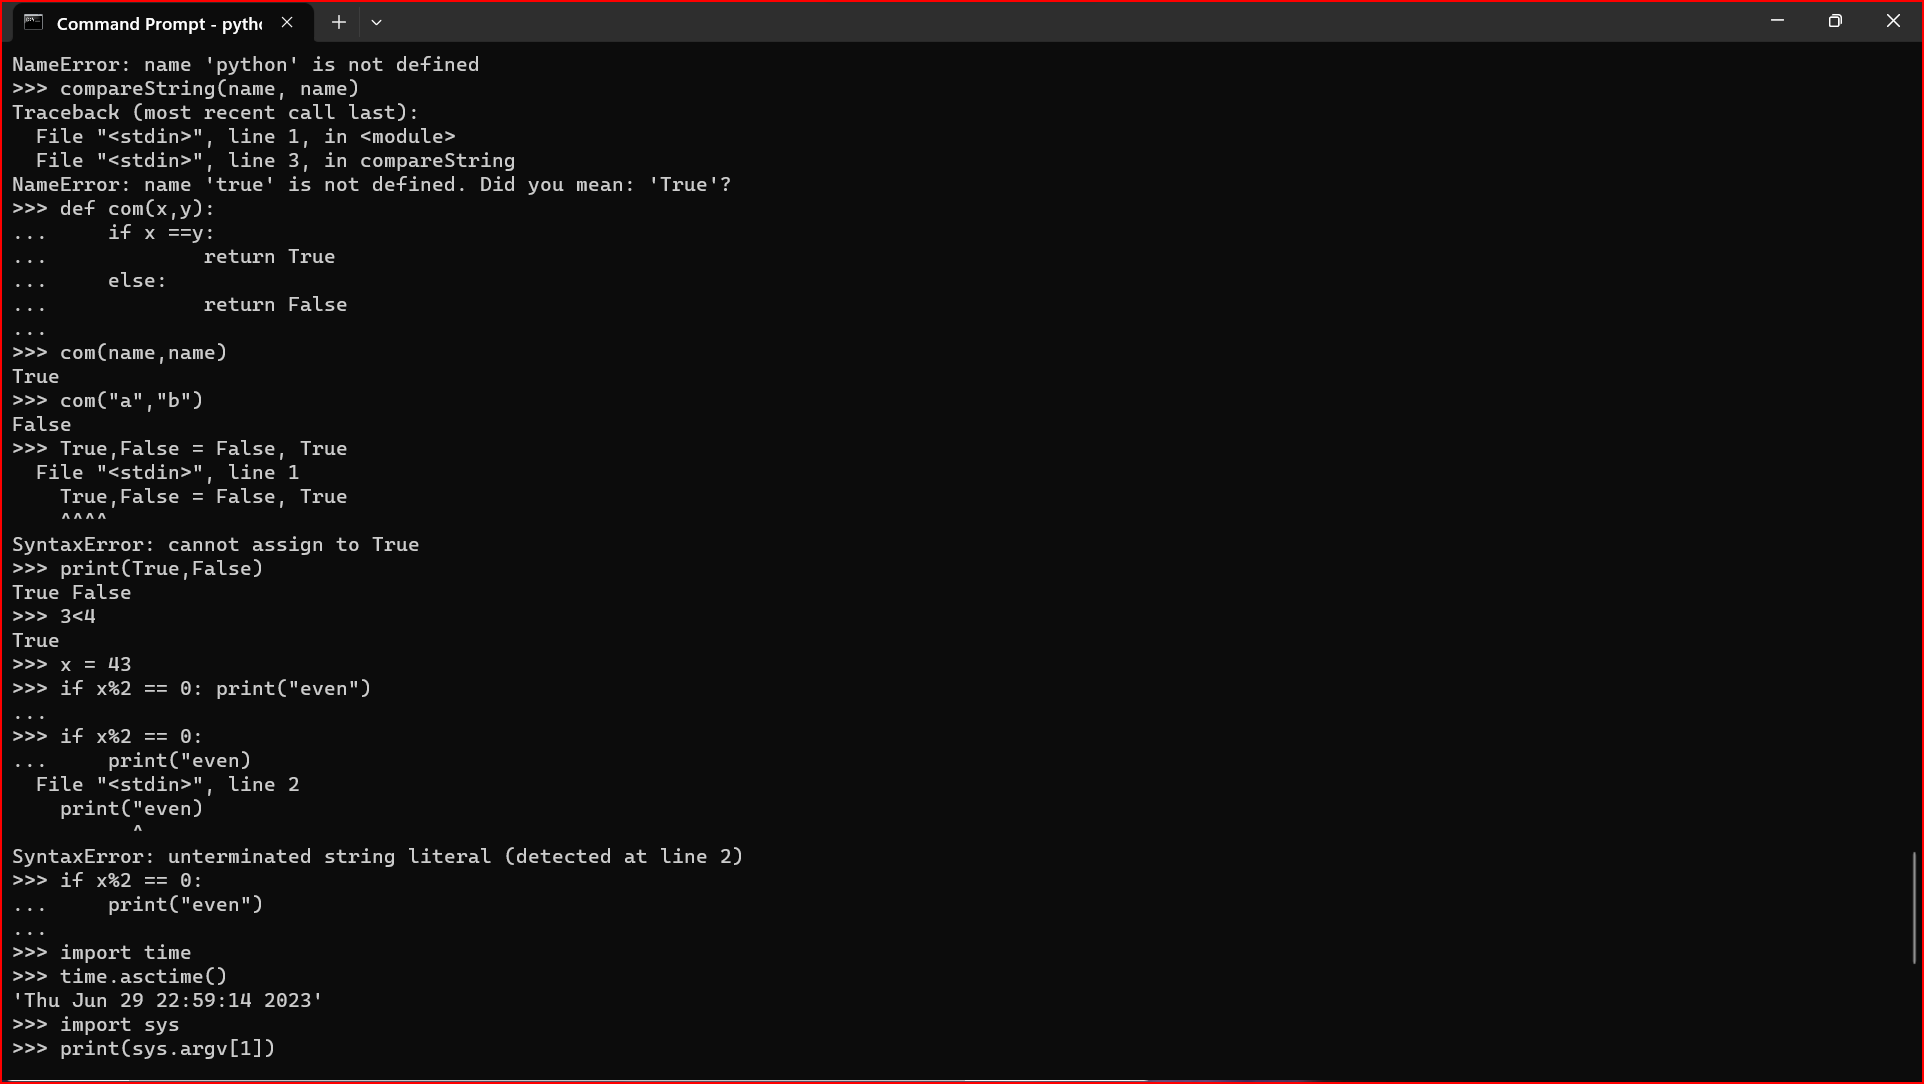 Command Prompt - pyth
NameError: name 'python' is not defined
>>> compareString(name, name)
Traceback (most recent call last):
  File "<stdin>", line 1, in <module>
  File "<stdin>", line 3, in compareString
NameError: name 'true' is not defined. Did you mean: 'True'?
>>> def com(x,y):
...     if x ==y:
...             return True
...     else:
...             return False
...
>>> com(name,name)
True
>>> com("a","b")
False
>>> True,False = False, True
  File "<stdin>", line 1
    True,False = False, True
    ^^^^
SyntaxError: cannot assign to True
>>> print(True,False)
True False
>>> 3<4
True
>>> x = 43
>>> if x%2 == 0: print("even")
...
>>> if x%2 == 0:
...     print("even)
  File "<stdin>", line 2
    print("even)
          ^
SyntaxError: unterminated string literal (detected at line 2)
>>> if x%2 == 0:
...     print("even")
...
>>> import time
>>> time.asctime()
'Thu Jun 29 22:59:14 2023'
>>> import sys
>>> print(sys.argv[1])